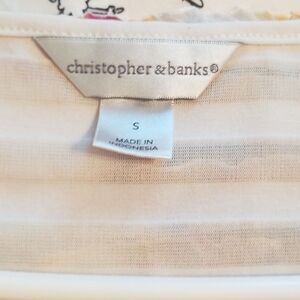 christopher & banks®
S
MADE IN
INDONESIA